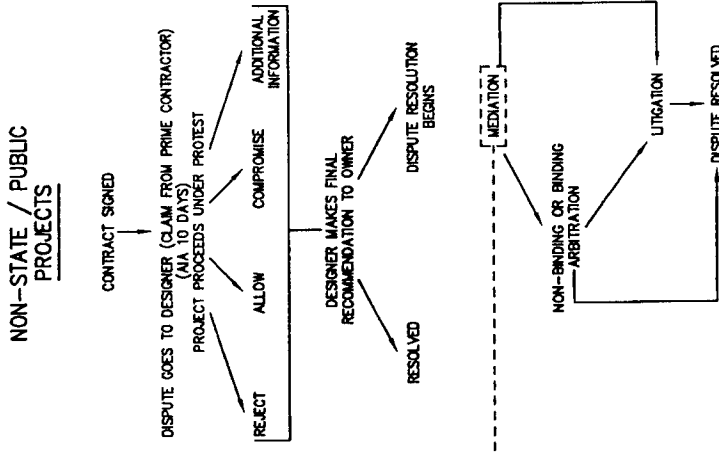 NON-STATE / PUBLIC
PROJECTS
CONTRACT SIGNED
DISPUTE GOES TO DESIGNER (CLAIM FROM PRIME CONTRACTOR)
(AIA 10 DAYS)
PROJECT PROCEEDS UNDER PROTEST
REJECT
ALLOW
COMPROMISE
ADDITIONAL
INFORMATION
DESIGNER MAKES FINAL
RECOMMENDATION TO OWNER
RESOLVED
DISPUTE RESOLUTION
BEGINS
MEDIATION
NON-BINDING OR BINDING
ARBITRATION
LITIGATION
DISPUTE RESOLVED